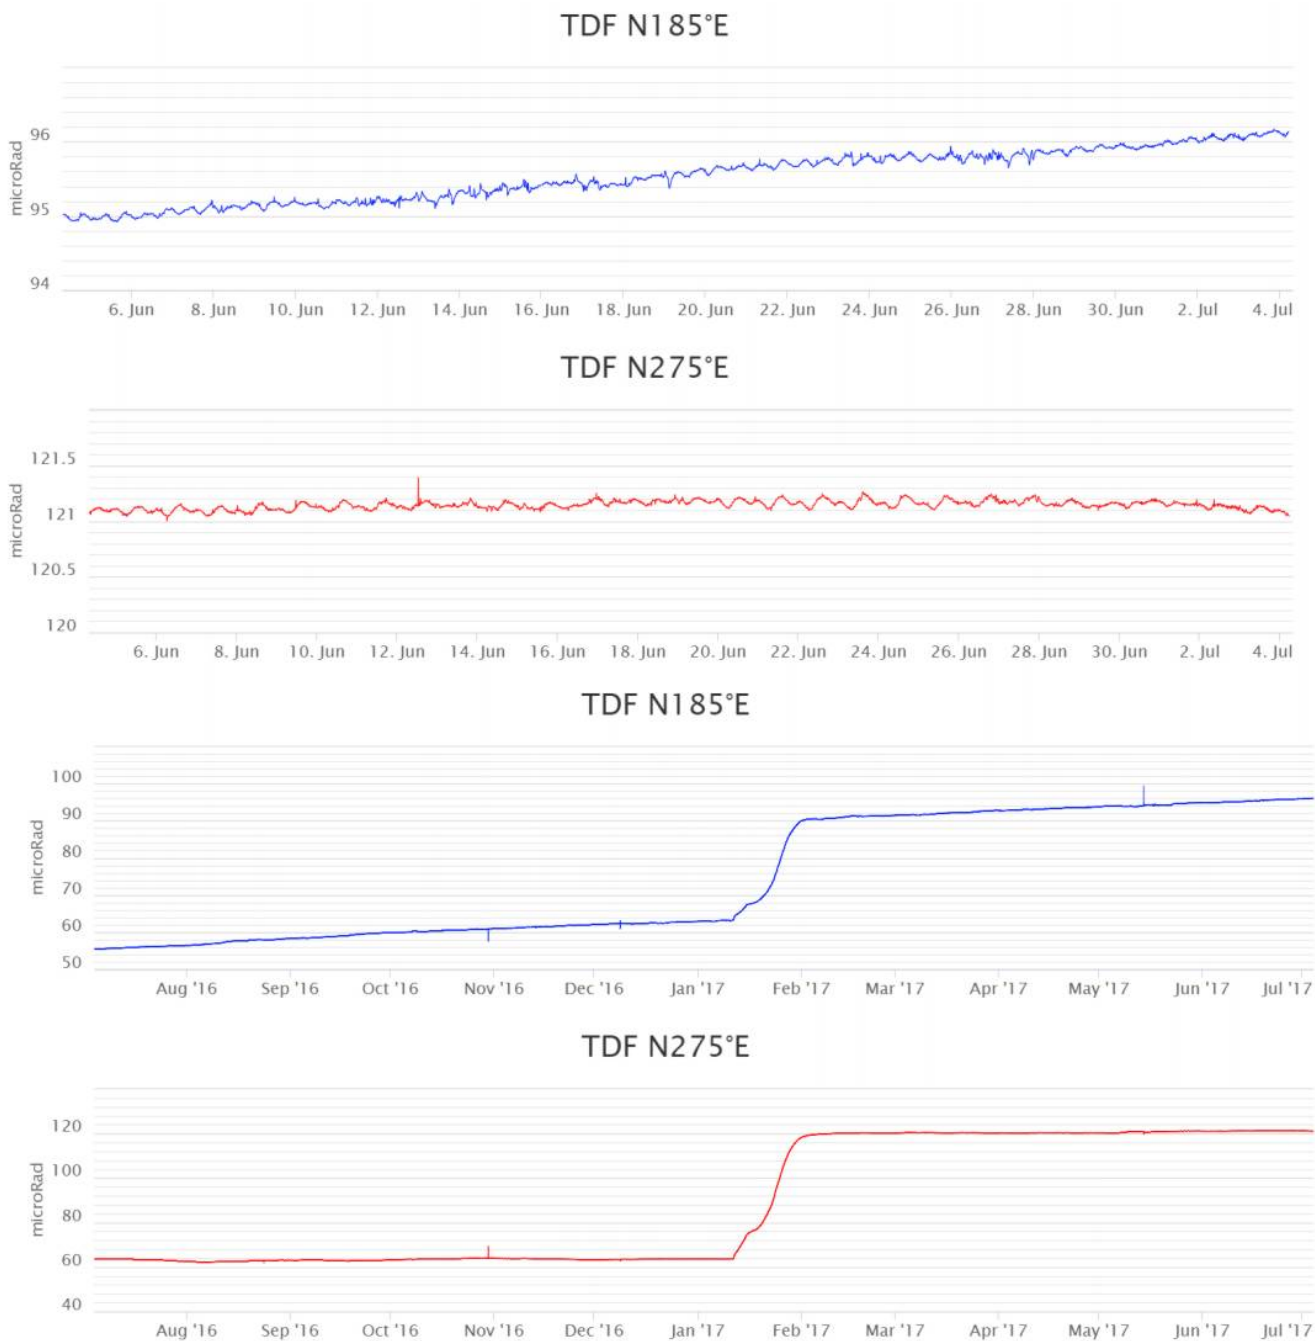 TDF N185°E
microRad
96
95
94
6. Jun 8. Jun 10. Jun 12. Jun 14. Jun 16. Jun 18. Jun 20. Jun 22. Jun 24. Jun 26. Jun 28. Jun 30. Jun 2. Jul 4. Jul
TDF N275°E
microRad
121.5
121
120.5
120
6. Jun 8. Jun 10. Jun 12. Jun 14. Jun 16. Jun 18. Jun 20. Jun 22. Jun 24. Jun 26. Jun 28. Jun 30. Jun 2. Jul 4. Jul
TDF N185°E
microRad
100
90
80
70
60
50
Aug '16 Sep '16 Oct '16 Nov '16 Dec '16 Jan '17 Feb '17 Mar '17 Apr '17 May '17 Jun '17 Jul '17
TDF N275°E
microRad
120
100
80
60
40
Aug '16 Sep '16 Oct '16 Nov '16 Dec '16 Jan '17 Feb '17 Mar '17 Apr '17 May '17 Jun '17 Jul '17